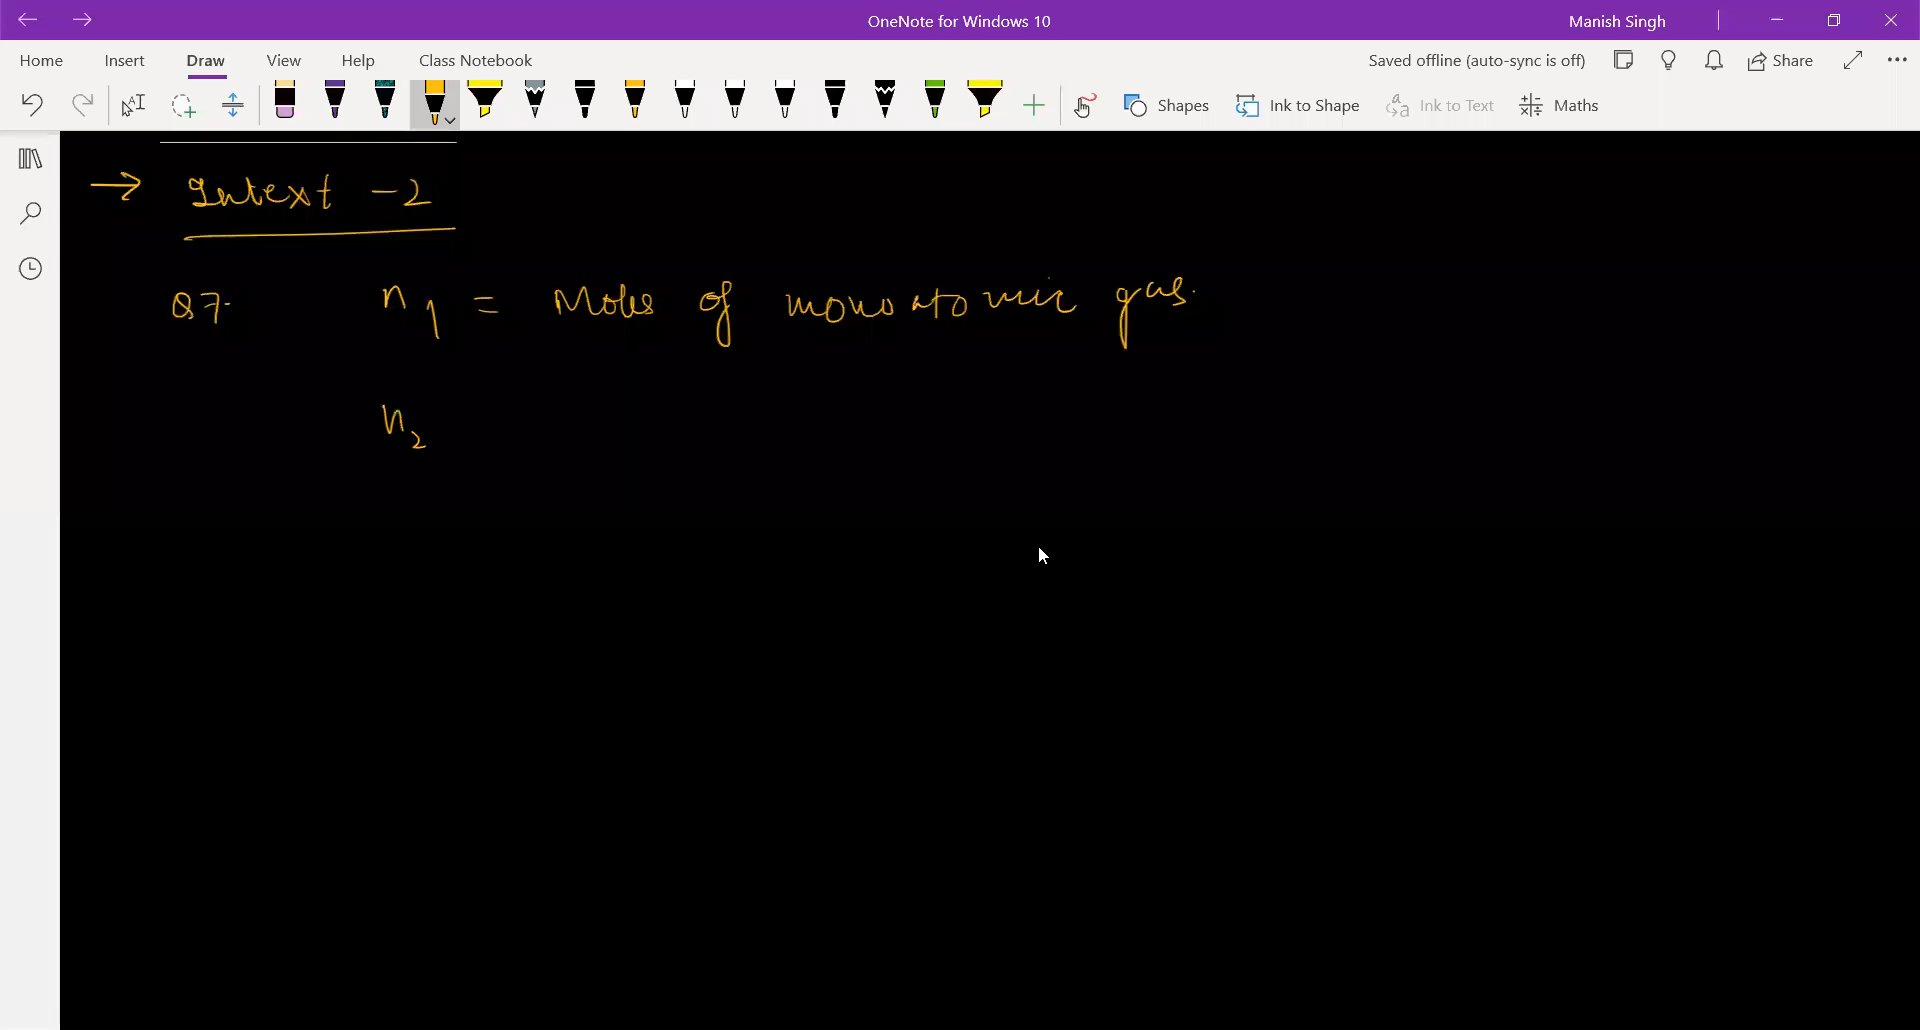 OneNote for Windows 10
Manish Singh
Home Insert Draw View Help Class Notebook
Saved offline (auto-sync is off) Share
Shapes Ink to Shape Ink to Text Maths
→ Intext -2
Q7. n1 = Moles of monoatomic gas.
n2